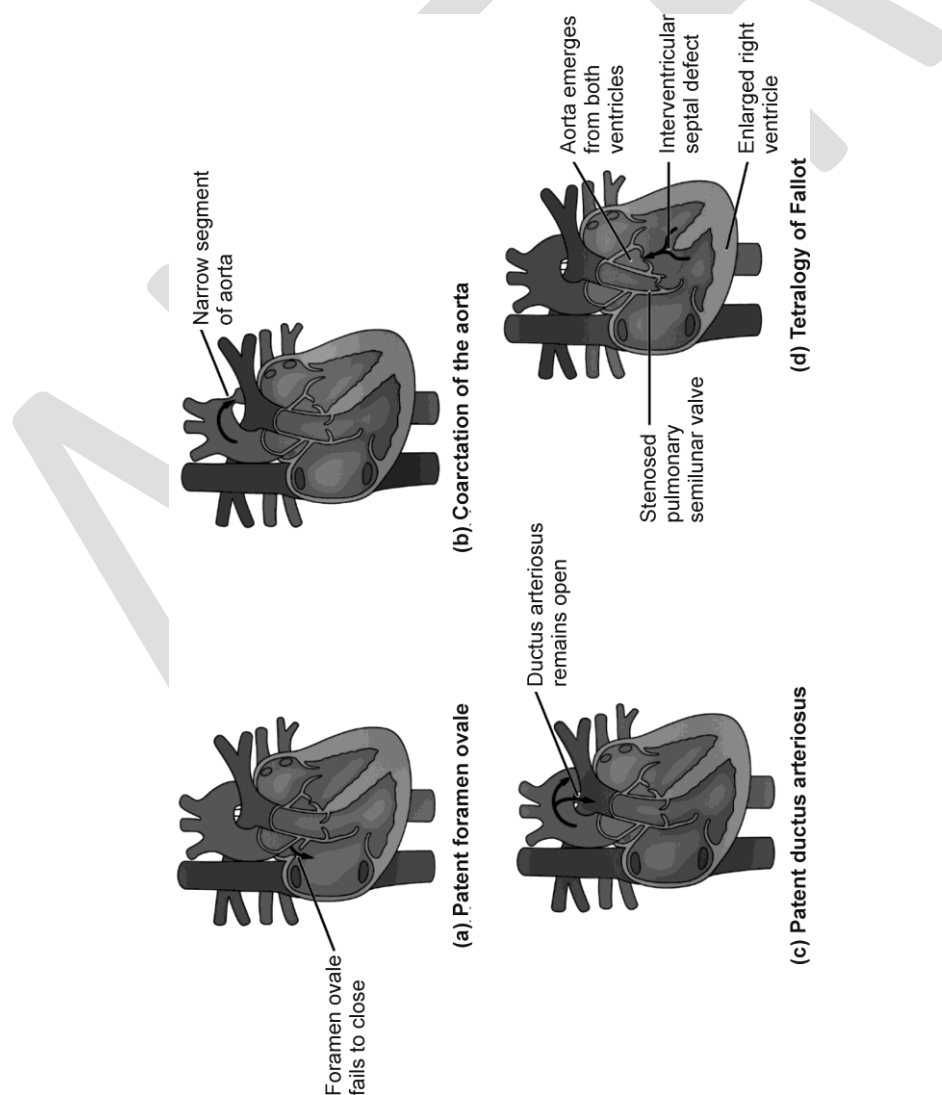 Foramen ovale
fails to close
(a) Patent foramen ovale
Narrow segment
of aorta
(b) Coarctation of the aorta
Ductus arteriosus
remains open
(c) Patent ductus arteriosus
Aorta emerges
from both
ventricles
Interventricular
septal defect
Enlarged right
ventricle
Stenosed
pulmonary
semilunar valve
(d) Tetralogy of Fallot